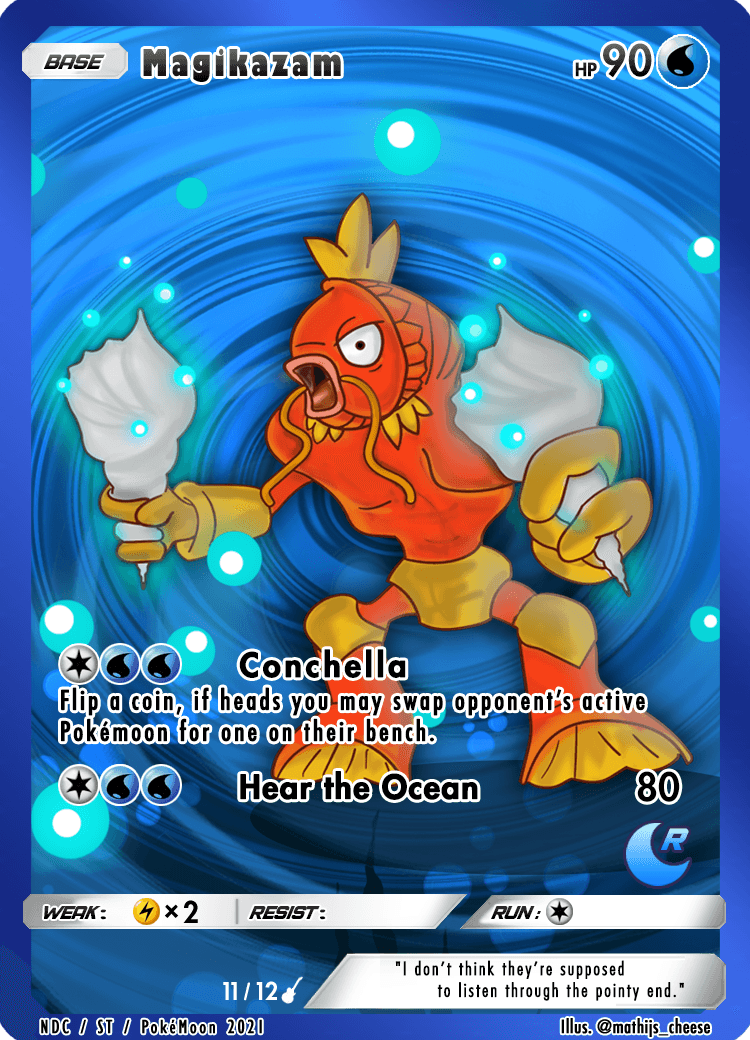 BASE Magikazam HP 90
Conchella
Flip a coin, if heads you may swap opponent's active
Pokémoon for one on their bench.
Hear the Ocean 80
R
WEAK: ×2 RESIST: RUN:
"I don't think they're supposed
to listen through the pointy end."
11/12
NDC / ST / PokéMoon 2021 Illus. @mathijs_cheese